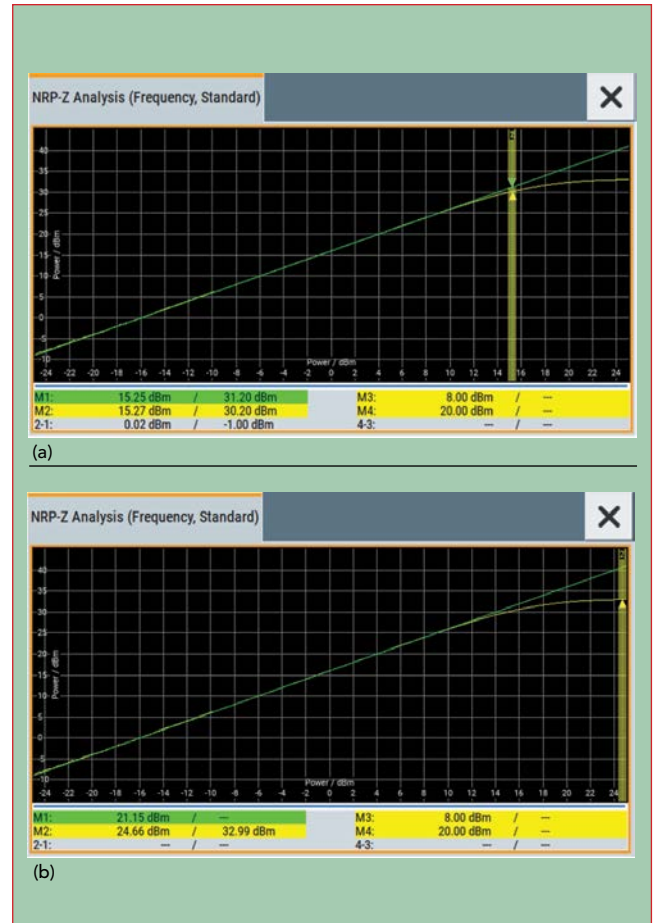 NRP-Z Analysis (Frequency, Standard)
40
35
30
25
20
15
10
5
0
-5
-10
Power / dBm
Power / dBm
-24 -22 -20 -18 -16 -14 -12 -10 -8 -6 -4 -2 0 2 4 6 8 10 12 14 16 18 20 22 24
M1: 15.25 dBm / 31.20 dBm M3: 8.00 dBm / ---
M2: 15.27 dBm / 30.20 dBm M4: 20.00 dBm / ---
2-1: 0.02 dBm / -1.00 dBm 4-3: --- / ---
(a)
NRP-Z Analysis (Frequency, Standard)
40
35
30
25
20
15
10
5
0
-5
-10
Power / dBm
Power / dBm
-24 -22 -20 -18 -16 -14 -12 -10 -8 -6 -4 -2 0 2 4 6 8 10 12 14 16 18 20 22 24
M1: 21.15 dBm / --- M3: 8.00 dBm / ---
M2: 24.66 dBm / 32.99 dBm M4: 20.00 dBm / ---
2-1: --- / --- 4-3: --- / ---
(b)